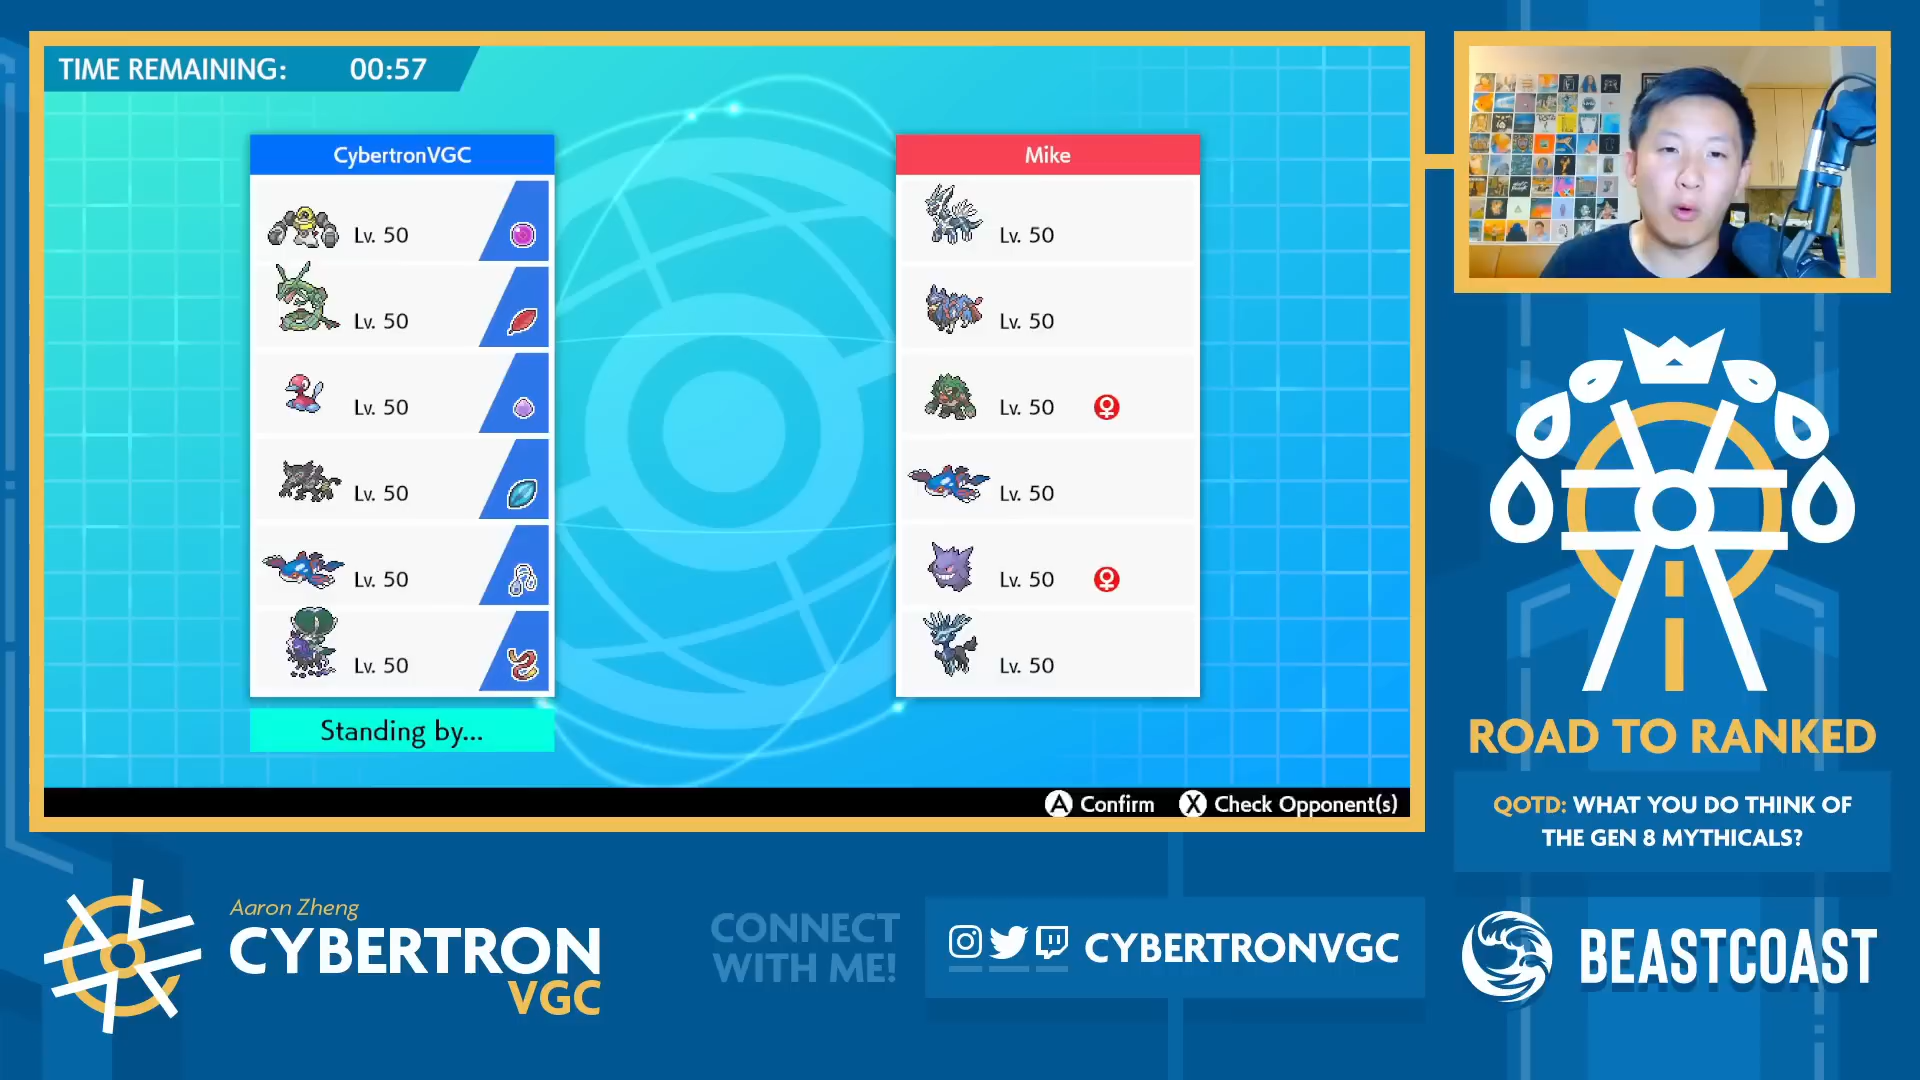 TIME REMAINING: 00:57
CybertronVGC
Lv. 50
Lv. 50
Lv. 50
Lv. 50
Lv. 50
Lv. 50
Standing by...
Mike
Lv. 50
Lv. 50
Lv. 50 ♀
Lv. 50
Lv. 50 ♀
Lv. 50
A Confirm X Check Opponent(s)
ROAD TO RANKED
QOTD: WHAT YOU DO THINK OF
THE GEN 8 MYTHICALS?
Aaron Zheng
CYBERTRON
VGC
CONNECT
WITH ME!
CYBERTRONVGC
BEASTCOAST